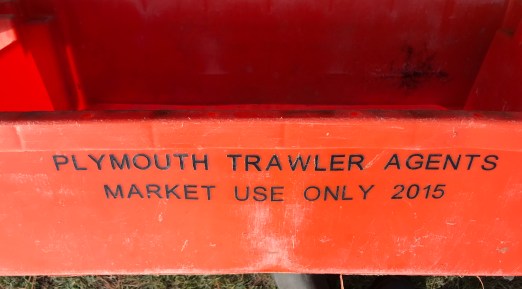 PLYMOUTH TRAWLER AGENTS
MARKET USE ONLY 2015